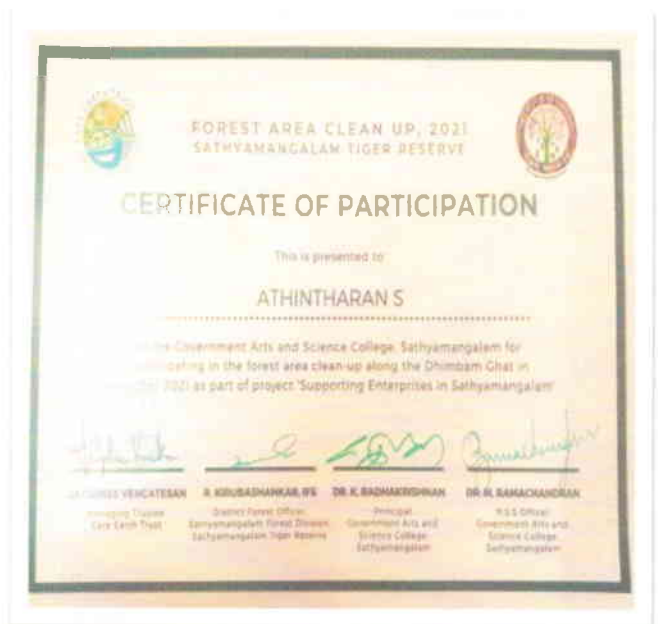 FOREST AREA CLEAN UP, 2021
SATHYAMANGALAM TIGER RESERVE
CERTIFICATE OF PARTICIPATION
This is presented to
ATHINTHARAN S
Government Arts and Science College, Sathyamangalem for
in the forest area clean-up along the Dhimbam Ghat in
2021 as part of project 'Supporting Enterprises in Sathyamangalam'
VENCATESAN
Managing Trustee
Care Earth Trust
R. KIRUBASHANKAR, IFS
District Forest Officer
Sathyamangalam Forest Division
Sathyamangalam Tiger Reserve
DR. K. RADHAKRISHNAN
Principal
Government Arts and
Science College
Sathyamangalam
RAMACHANDRAN
Officer
Government Arts and
Science College
Sathyamangalam